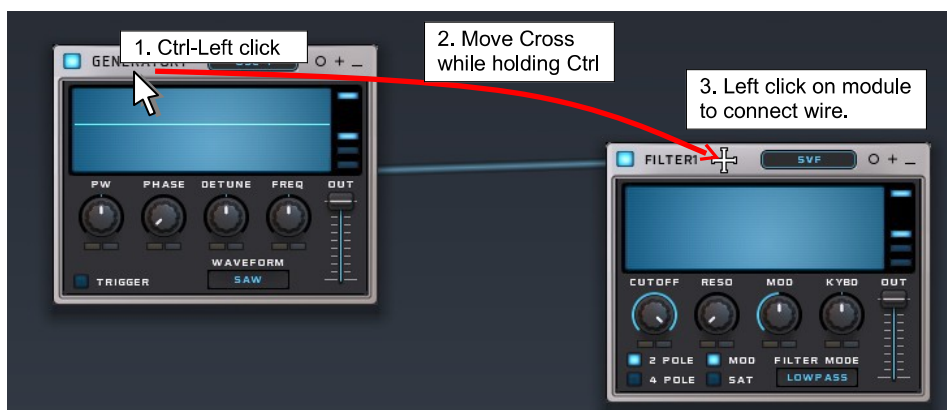 1. Ctrl-Left click
2. Move Cross
while holding Ctrl
3. Left click on module
to connect wire.
GENERATOR1
PW PHASE DETUNE FREQ OUT
WAVEFORM
TRIGGER SAW
FILTER1 SVF
CUTOFF RESO MOD KYBD OUT
2 POLE MOD FILTER MODE
4 POLE SAT LOWPASS